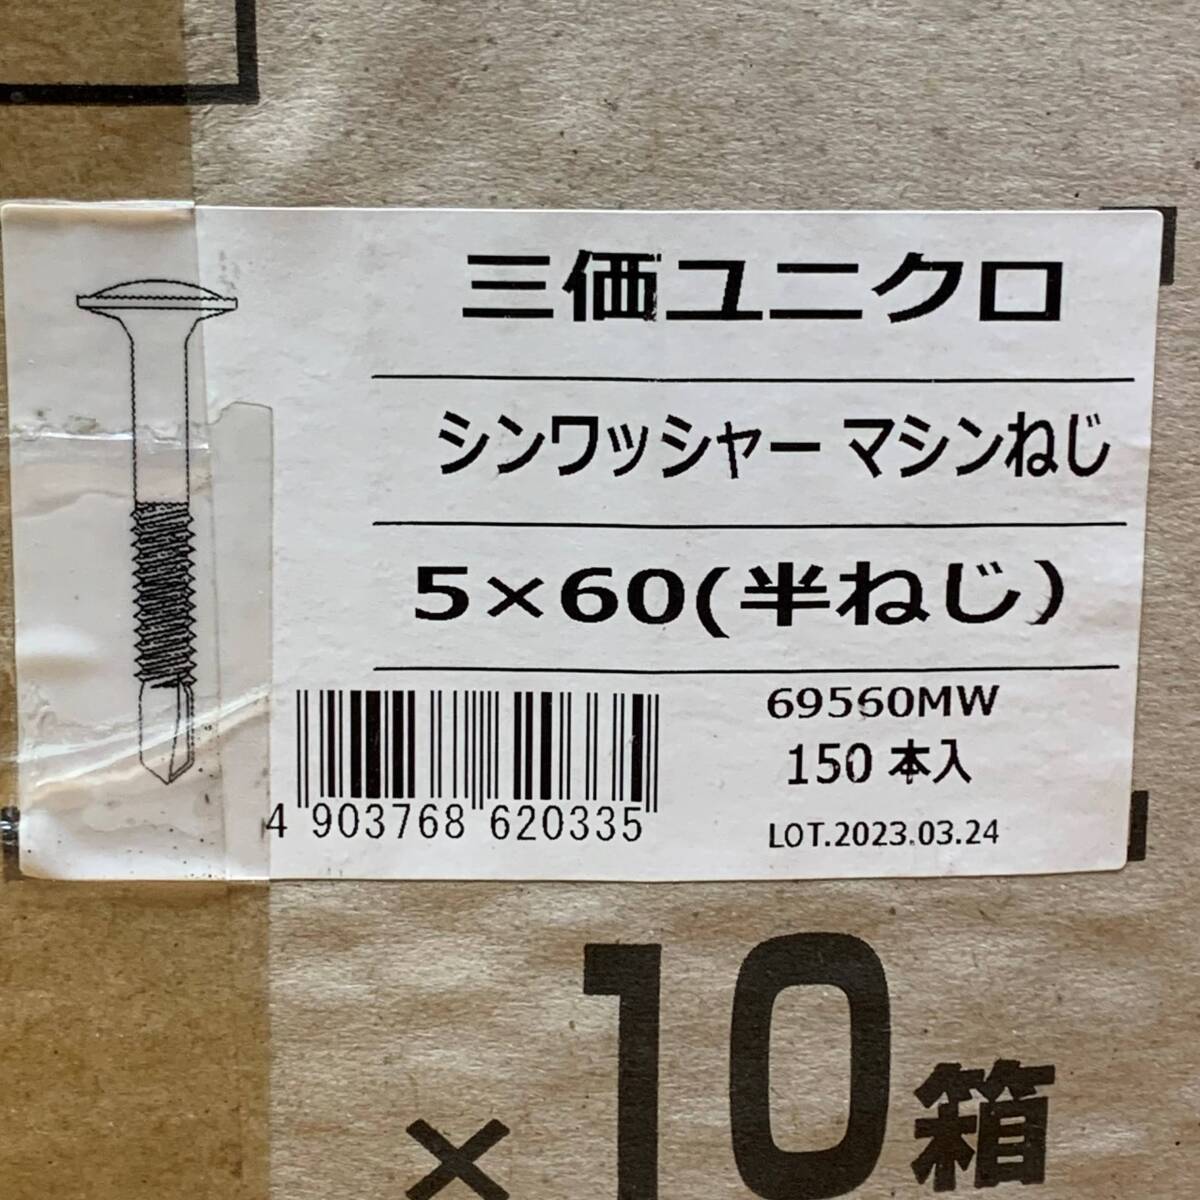 三価ユニクロ
シンワッシャー マシンねじ
5×60(半ねじ)
69560MW
150 本入
4 903768 620335
LOT.2023.03.24
×10箱